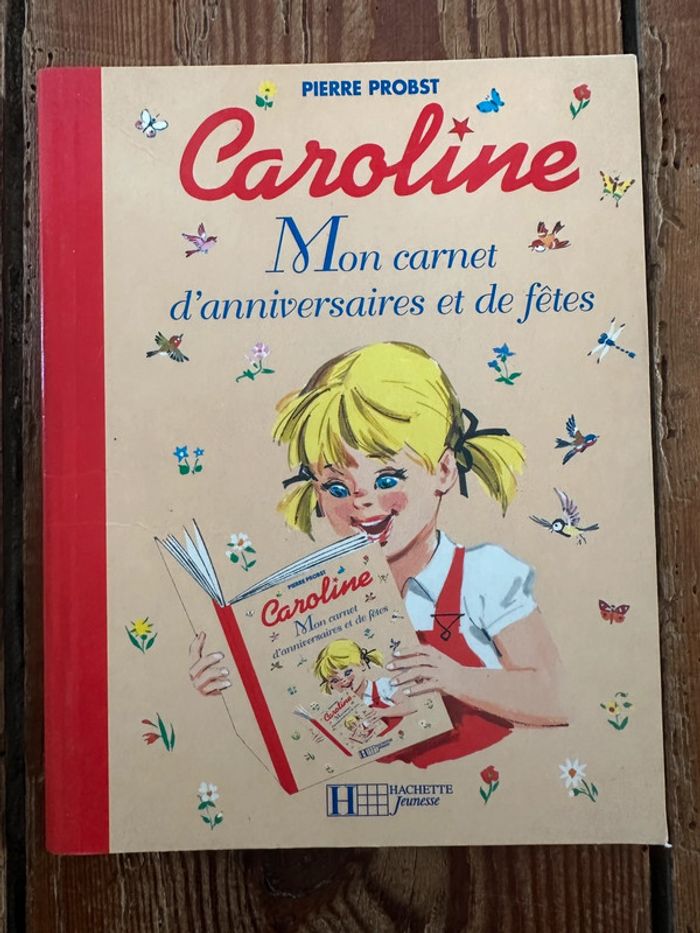 PIERRE PROBST
Caroline
Mon carnet
d'anniversaires et de fêtes
PIERRE PROBST
Caroline
Mon carnet
d'anniversaires et de fêtes
Caroline
H HACHETTE
Jeunesse